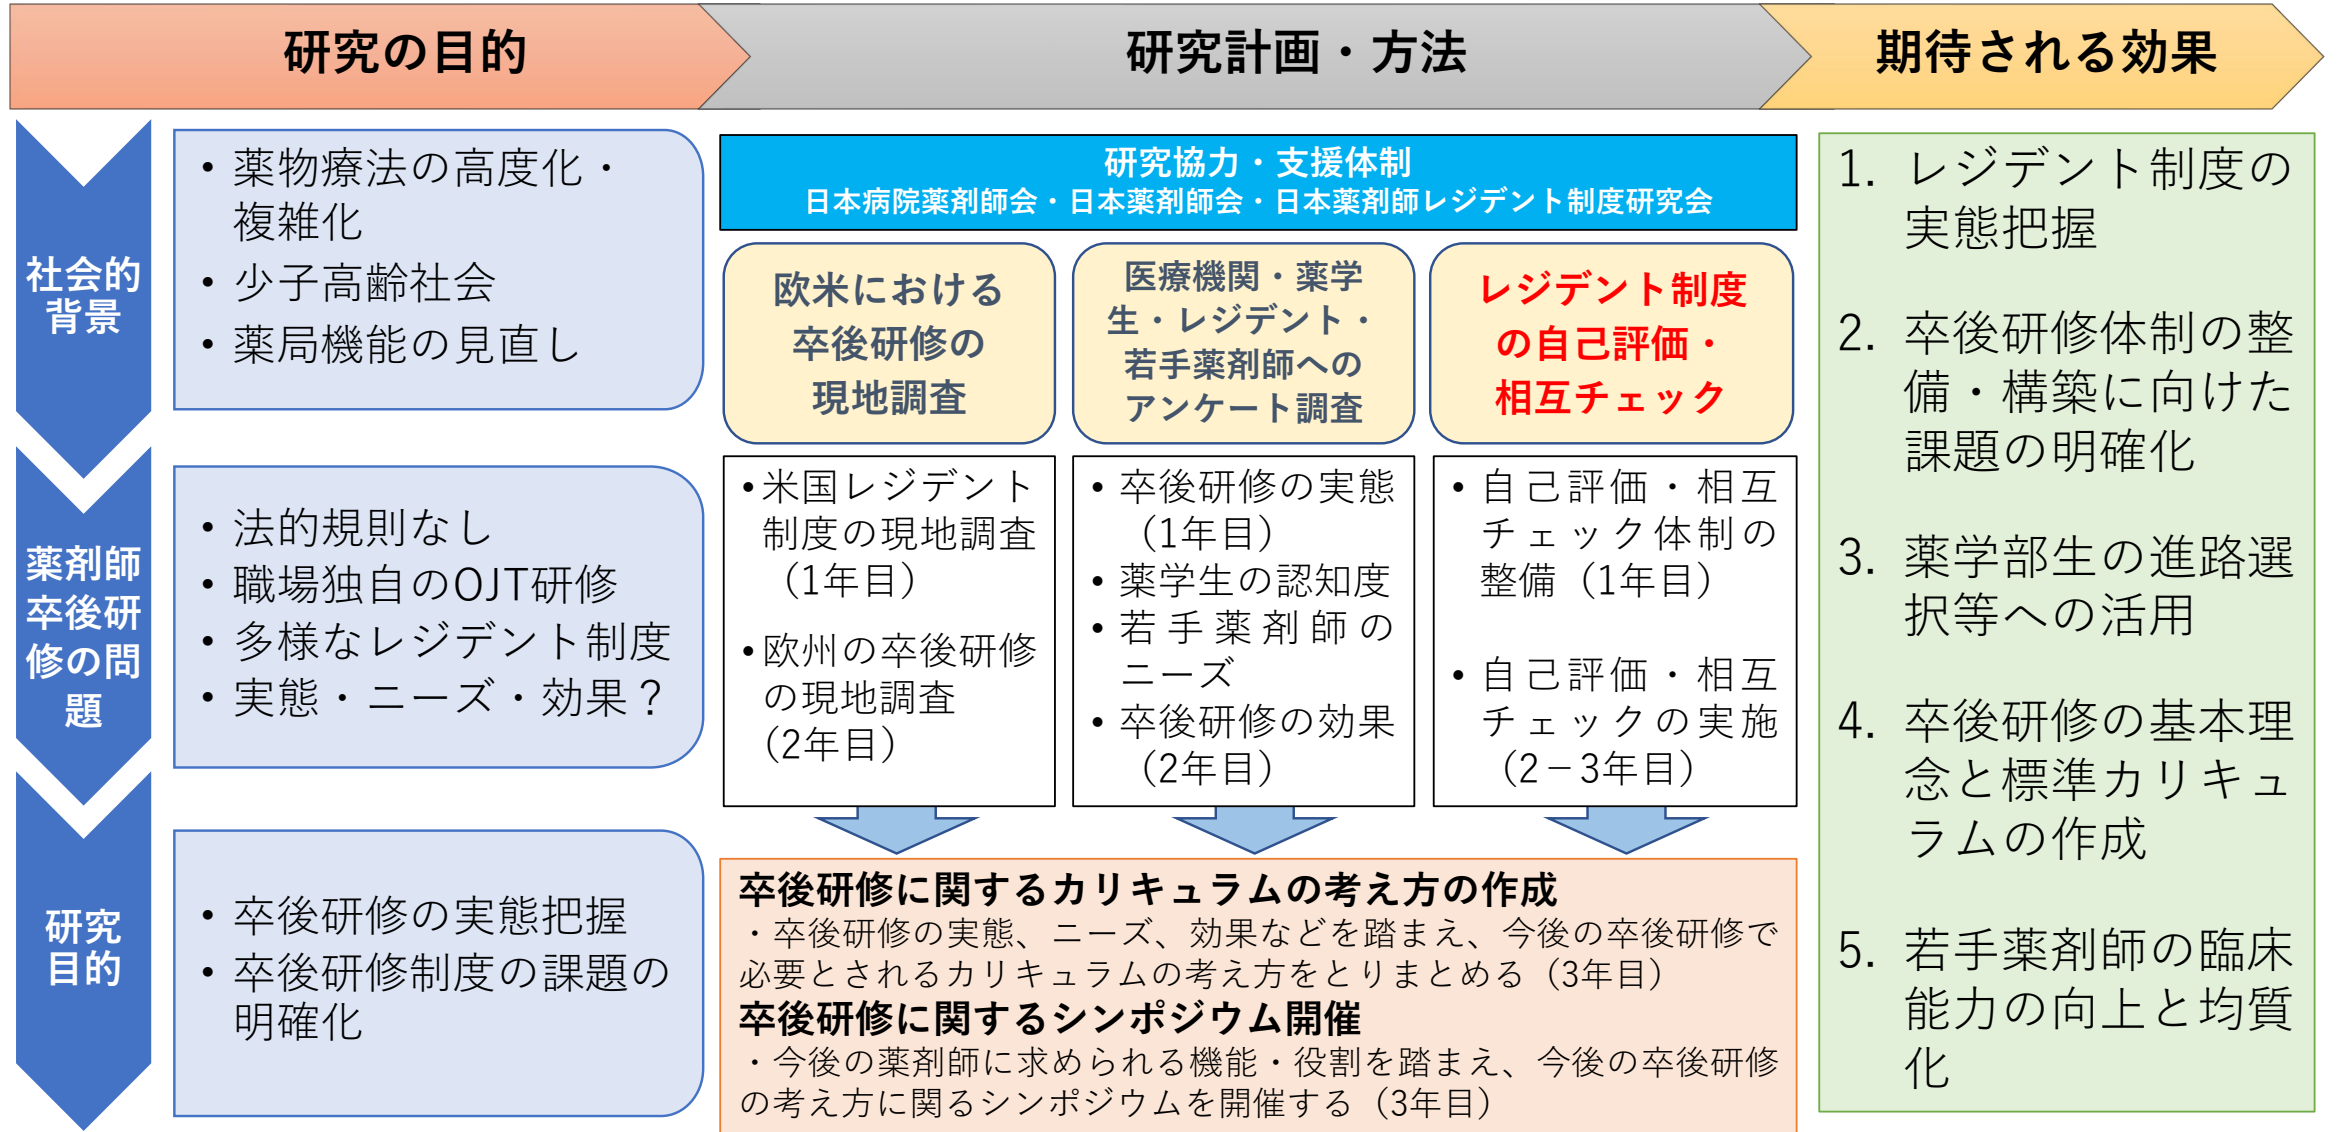 研究の目的
研究計画・方法
期待される効果
社会的
背景
• 薬物療法の高度化・
複雑化
• 少子高齢社会
• 薬局機能の見直し
薬剤師
卒後研
修の問
題
• 法的規則なし
• 職場独自のOJT研修
• 多様なレジデント制度
• 実態・ニーズ・効果？
研究
目的
• 卒後研修の実態把握
• 卒後研修制度の課題の
明確化
研究協力・支援体制
日本病院薬剤師会・日本薬剤師会・日本薬剤師レジデント制度研究会
欧米における
卒後研修の
現地調査
• 米国レジデント
制度の現地調査
（1年目）
• 欧州の卒後研修
の現地調査
（2年目）
医療機関・薬学
生・レジデント・
若手薬剤師への
アンケート調査
• 卒後研修の実態
（1年目）
• 薬学生の認知度
• 若手薬剤師の
ニーズ
• 卒後研修の効果
（2年目）
レジデント制度
の自己評価・
相互チェック
• 自己評価・相互
チェック体制の
整備（1年目）
• 自己評価・相互
チェックの実施
（2－3年目）
卒後研修に関するカリキュラムの考え方の作成
・卒後研修の実態、ニーズ、効果などを踏まえ、今後の卒後研修で
必要とされるカリキュラムの考え方をとりまとめる（3年目）
卒後研修に関するシンポジウム開催
・今後の薬剤師に求められる機能・役割を踏まえ、今後の卒後研修
の考え方に関るシンポジウムを開催する（3年目）
1. レジデント制度の
実態把握
2. 卒後研修体制の整
備・構築に向けた
課題の明確化
3. 薬学部生の進路選
択等への活用
4. 卒後研修の基本理
念と標準カリキュ
ラムの作成
5. 若手薬剤師の臨床
能力の向上と均質
化